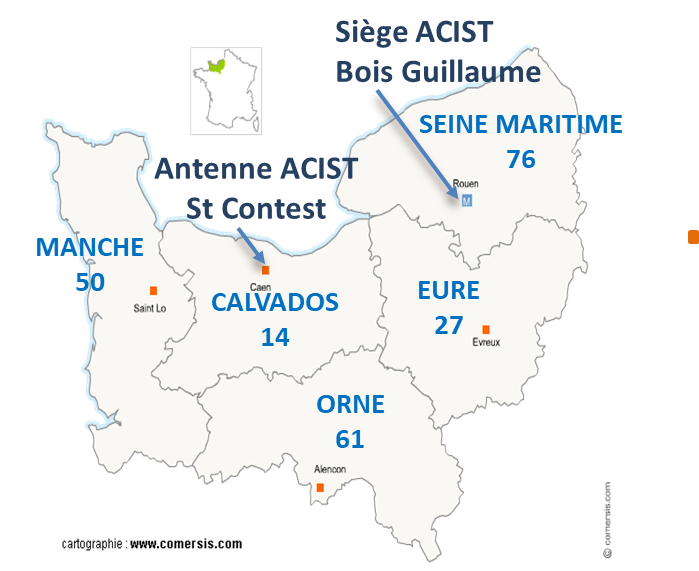 Siège ACIST
Bois Guillaume
SEINE MARITIME
76
Antenne ACIST
St Contest
Rouen
M
MANCHE
50
Saint Lo
Caen
CALVADOS
14
EURE
27
Evreux
ORNE
61
Alencon
cartographie : www.comersis.com
© comersis.com